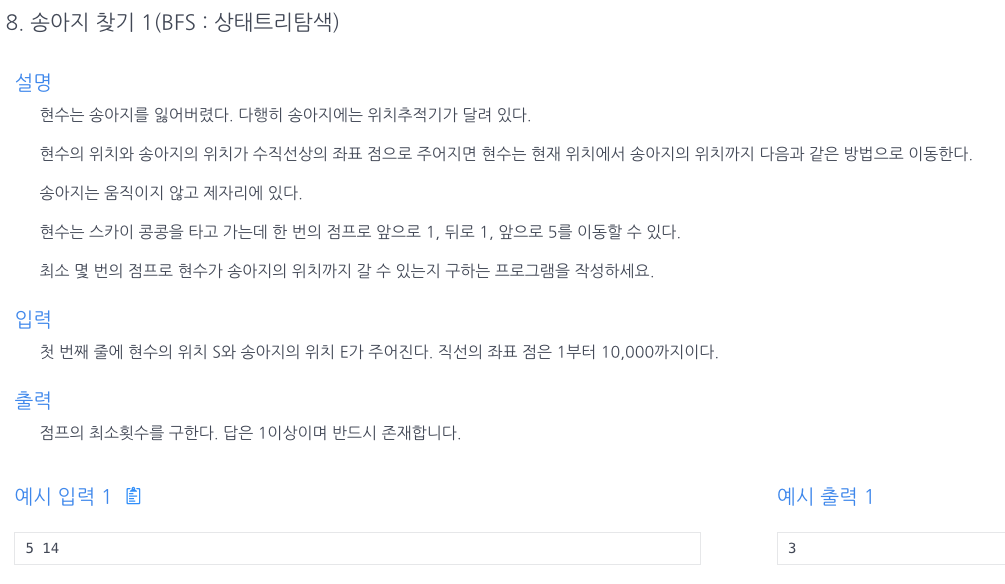 8. 송아지 찾기 1(BFS : 상태트리탐색)
설명
현수는 송아지를 잃어버렸다. 다행히 송아지에는 위치추적기가 달려 있다.
현수의 위치와 송아지의 위치가 수직선상의 좌표 점으로 주어지면 현수는 현재 위치에서 송아지의 위치까지 다음과 같은 방법으로 이동한다.
송아지는 움직이지 않고 제자리에 있다.
현수는 스카이 콩콩을 타고 가는데 한 번의 점프로 앞으로 1, 뒤로 1, 앞으로 5를 이동할 수 있다.
최소 몇 번의 점프로 현수가 송아지의 위치까지 갈 수 있는지 구하는 프로그램을 작성하세요.
입력
첫 번째 줄에 현수의 위치 S와 송아지의 위치 E가 주어진다. 직선의 좌표 점은 1부터 10,000까지이다.
출력
점프의 최소횟수를 구한다. 답은 1이상이며 반드시 존재합니다.
예시 입력 1 예시 출력 1
5 14 3